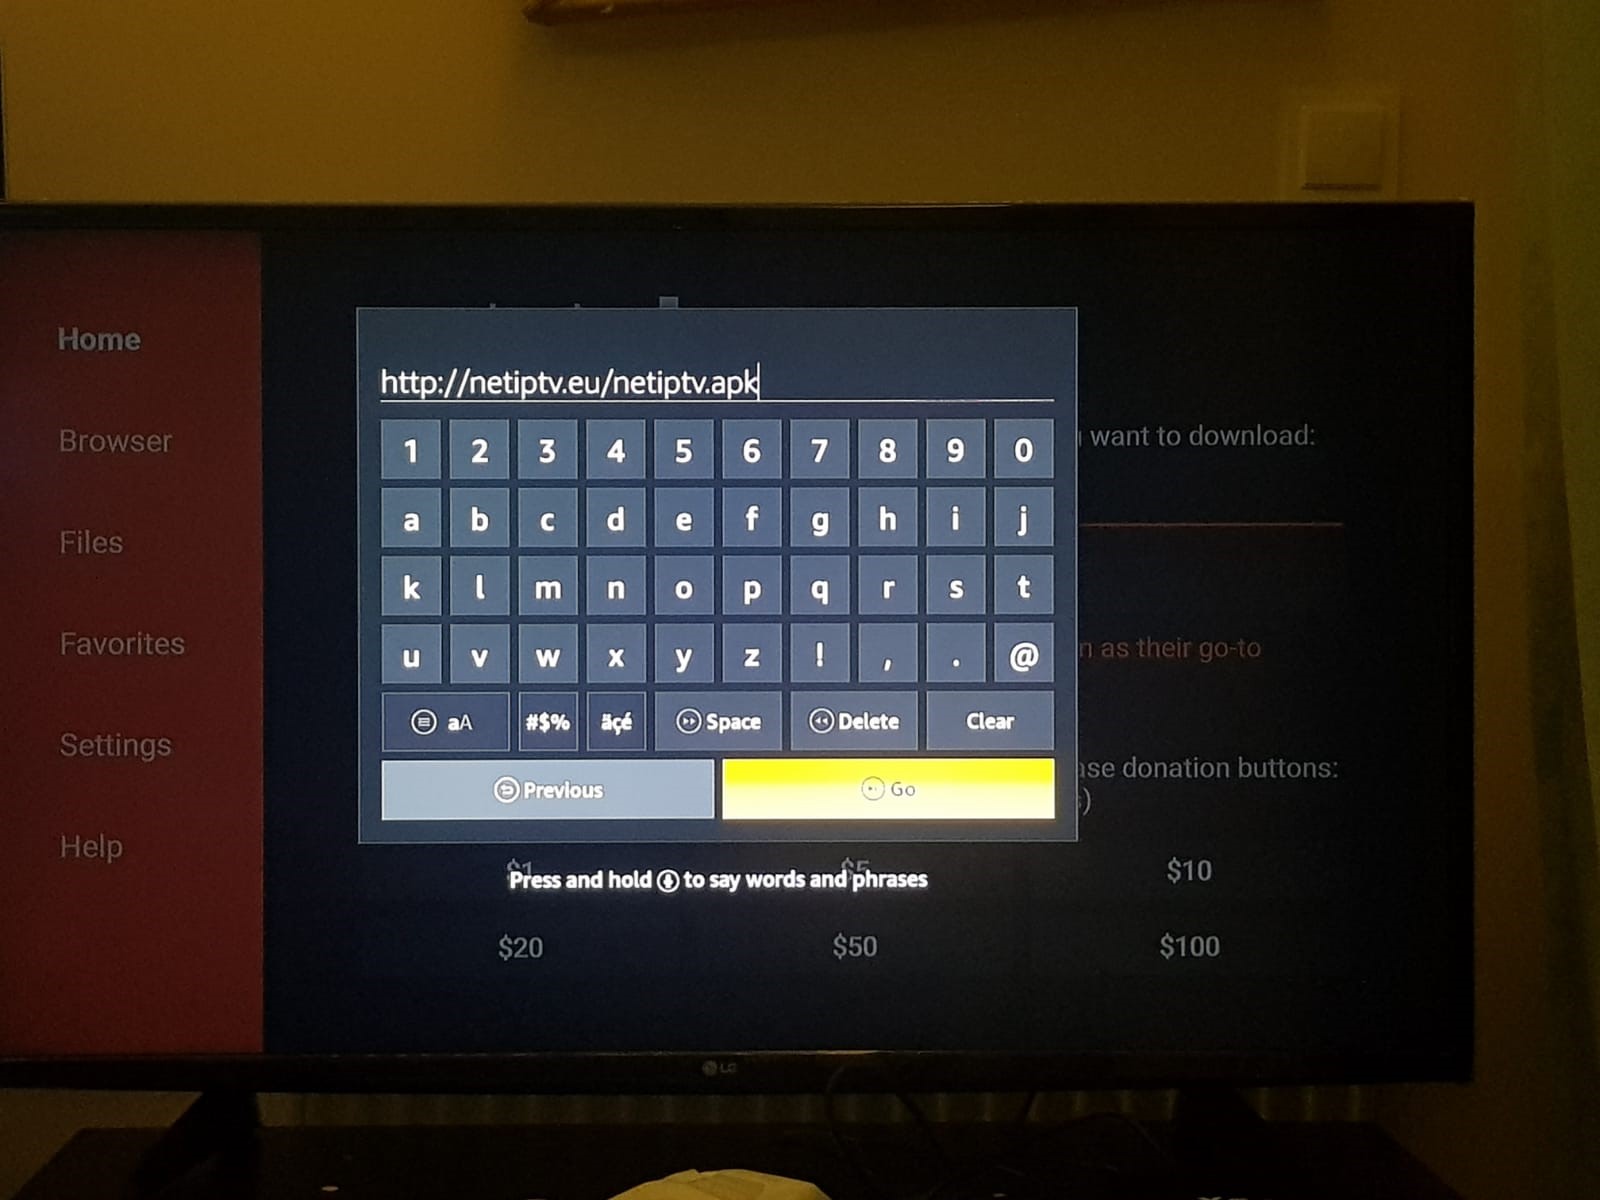 Home
Browser
Files
Favorites
Settings
Help
http://netiptv.eu/netiptv.apk
1 2 3 4 5 6 7 8 9 0
a b c d e f g h i j
k l m n o p q r s t
u v w x y z ! , . @
aA #$% äçé Space Delete Clear
Previous Go
Press and hold to say words and phrases
want to download:
n as their go-to
ase donation buttons:
)
$1 $5 $10
$20 $50 $100
LG